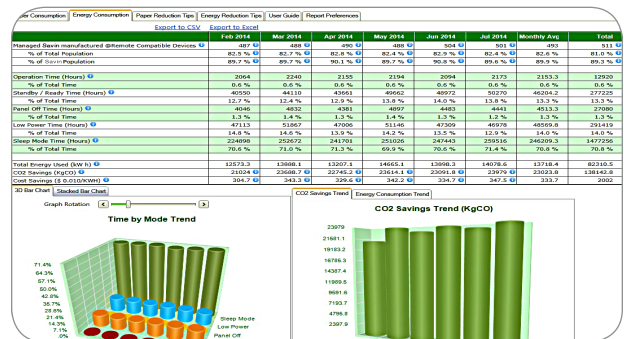 Consumption Energy Consumption Paper Reduction Tips Energy Reduction Tips User Guide Report Preferences
Export to CSV Export to Excel
Feb 2014 Mar 2014 Apr 2014 May 2014 Jun 2014 Jul 2014 Monthly Avg Total
Managed Savin manufactured @Remote Compatible Devices 487 488 490 488 504 501 493 511
% of Total Population 82.5 % 82.7 % 82.8 % 82.4 % 82.9 % 82.4 % 82.6 % 81.0 %
% of Savin Population 89.7 % 89.7 % 90.1 % 89.7 % 90.8 % 89.6 % 89.9 % 89.3 %
Operation Time (Hours) 2064 2240 2155 2194 2094 2173 2153.3 12920
% of Total Time 0.6 % 0.6 % 0.6 % 0.6 % 0.6 % 0.6 % 0.6 % 0.6 %
Standby / Ready Time (Hours) 40550 44110 43661 49662 48972 50270 46204.2 277225
% of Total Time 12.7 % 12.4 % 12.9 % 13.8 % 14.0 % 13.8 % 13.3 % 13.3 %
Panel Off Time (Hours) 4046 4832 4381 4897 4483 4441 4513.3 27080
% of Total Time 1.3 % 1.4 % 1.3 % 1.4 % 1.3 % 1.2 % 1.3 % 1.3 %
Low Power Time (Hours) 47113 51867 47006 51146 47309 46978 48569.8 291419
% of Total Time 14.8 % 14.6 % 13.9 % 14.2 % 13.5 % 12.9 % 14.0 % 14.0 %
Sleep Mode Time (Hours) 224898 252672 241751 251026 247443 259516 246209.3 1477256
% of Total Time 70.6 % 71.0 % 71.3 % 69.9 % 70.6 % 71.4 % 70.8 % 70.8 %
Total Energy Used (kW h) 12573.3 13888.1 13207.1 14665.1 13898.3 14078.6 13718.4 82310.5
CO2 Savings (KgCO) 21024 23688.7 22745.2 23614.1 23091.8 23979 23023.8 138142.8
Cost Savings ($ 0.010/KWH) 304.7 343.3 329.6 342.2 334.7 347.5 333.7 2002
3D Bar Chart Stacked Bar Chart
Graph Rotation
Time by Mode Trend
71.4%
64.3%
57.1%
50.0%
42.8%
35.7%
28.6%
21.4%
14.3%
7.1%
.0%
Sleep Mode
Low Power
Panel Off
CO2 Savings Trend Energy Consumption Trend
CO2 Savings Trend (KgCO)
23979
21581.1
19183.2
16785.3
14387.4
11989.5
9591.6
7193.7
4795.8
2397.9